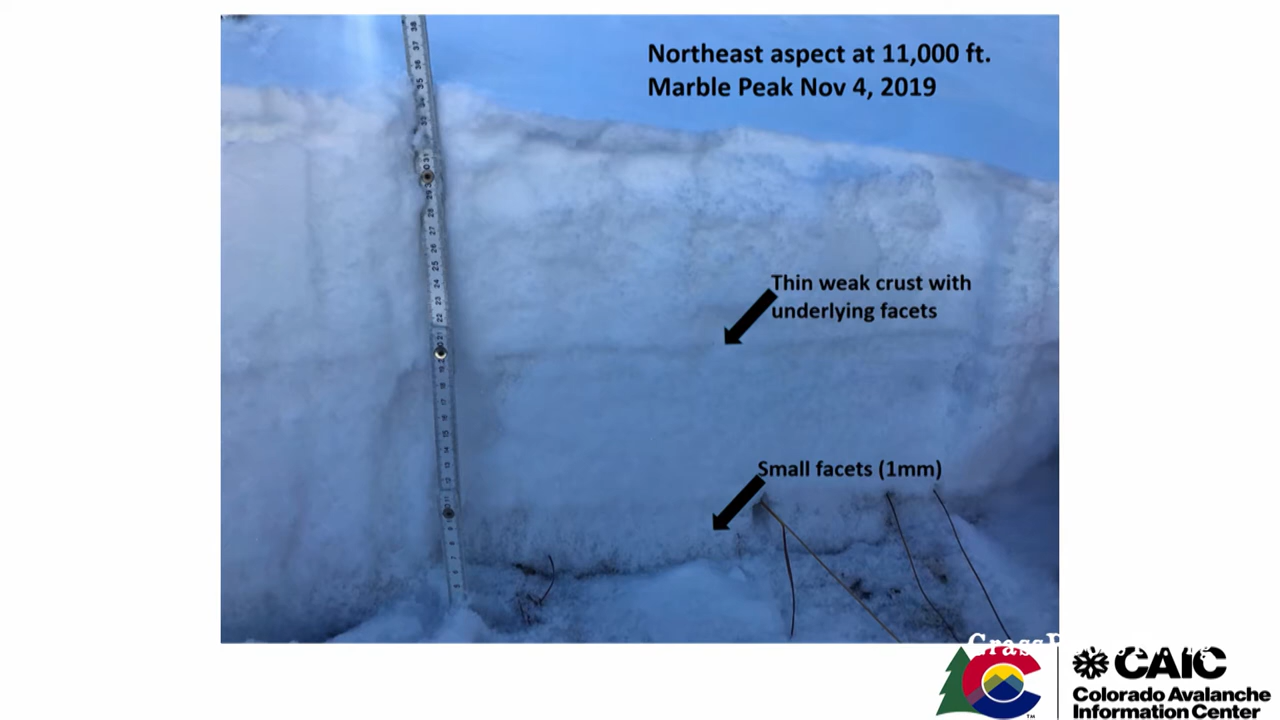 Northeast aspect at 11,000 ft.
Marble Peak Nov 4, 2019
Thin weak crust with
underlying facets
Small facets (1mm)
CAIC
Colorado Avalanche
Information Center
TM